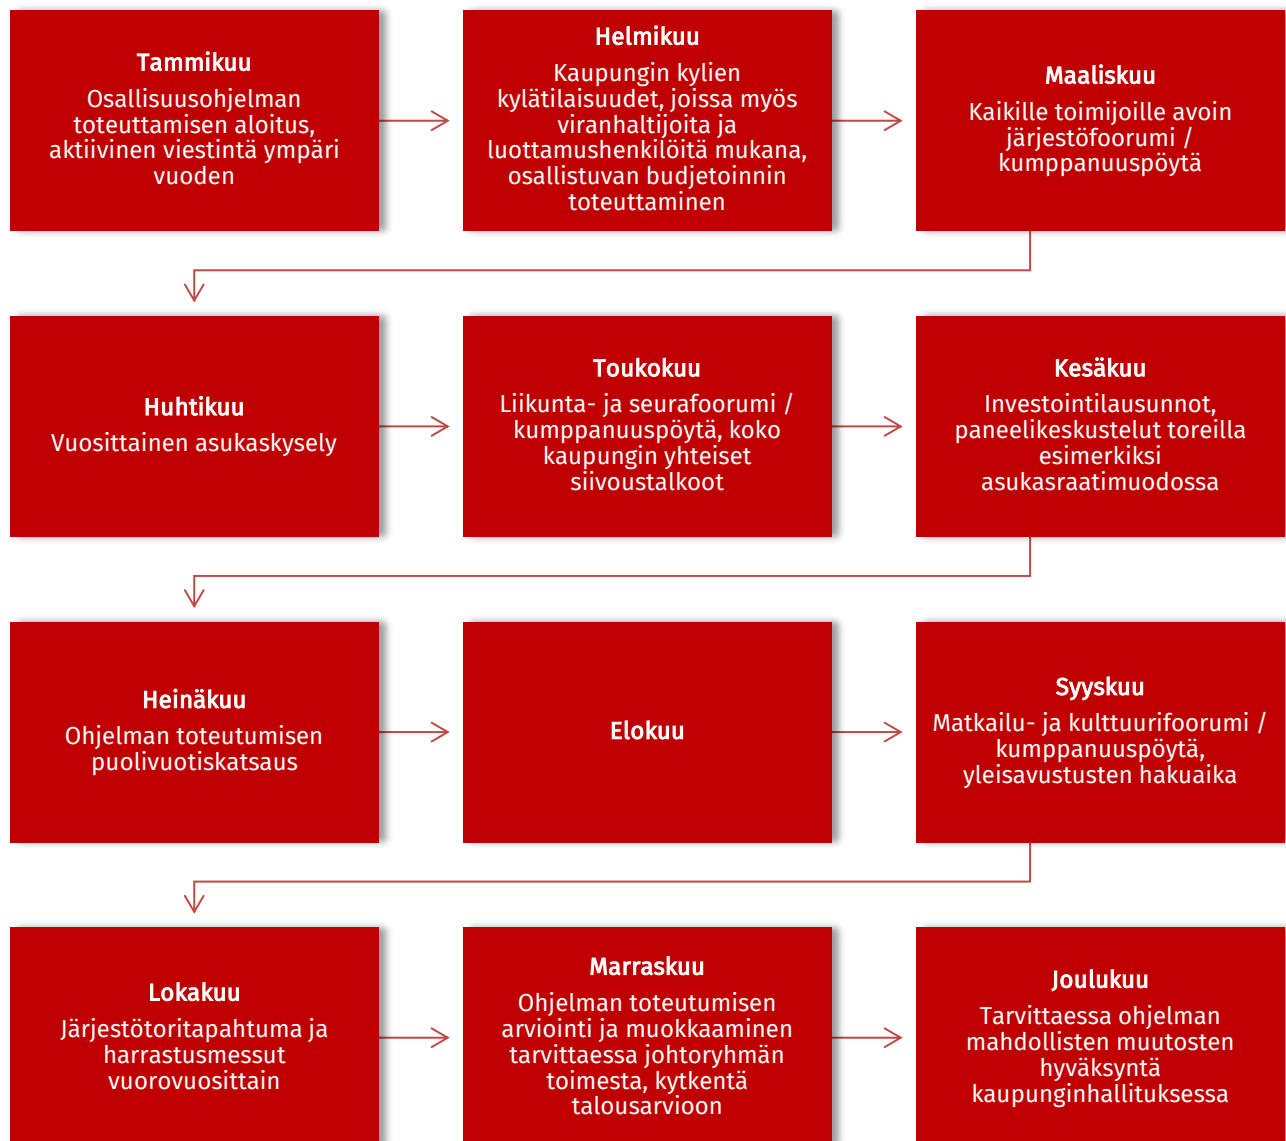 Tammikuu
Osallisuusohjelman
toteuttamisen aloitus,
aktiivinen viestintä ympäri
vuoden
Helmikuu
Kaupungin kylien
kylätilaisuudet, joissa myös
viranhaltijoita ja
luottamushenkilöitä mukana,
osallistuvan budjetoinnin
toteuttaminen
Maaliskuu
Kaikille toimijoille avoin
järjestöfoorumi /
kumppanuuspöytä
Huhtikuu
Vuosittainen asukaskysely
Toukokuu
Liikunta- ja seurafoorumi /
kumppanuuspöytä, koko
kaupungin yhteiset
siivoustalkoot
Kesäkuu
Investointilausunnot,
paneelikeskustelut toreilla
esimerkiksi
asukasraatimuodossa
Heinäkuu
Ohjelman toteutumisen
puolivuotiskatsaus
Elokuu
Syyskuu
Matkailu- ja kulttuurifoorumi /
kumppanuuspöytä,
yleisavustusten hakuaika
Lokakuu
Järjestötoritapahtuma ja
harrastusmessut
vuorovuosittain
Marraskuu
Ohjelman toteutumisen
arviointi ja muokkaaminen
tarvittaessa johtoryhmän
toimesta, kytkentä
talousarvioon
Joulukuu
Tarvittaessa ohjelman
mahdollisten muutosten
hyväksyntä
kaupunginhallituksessa